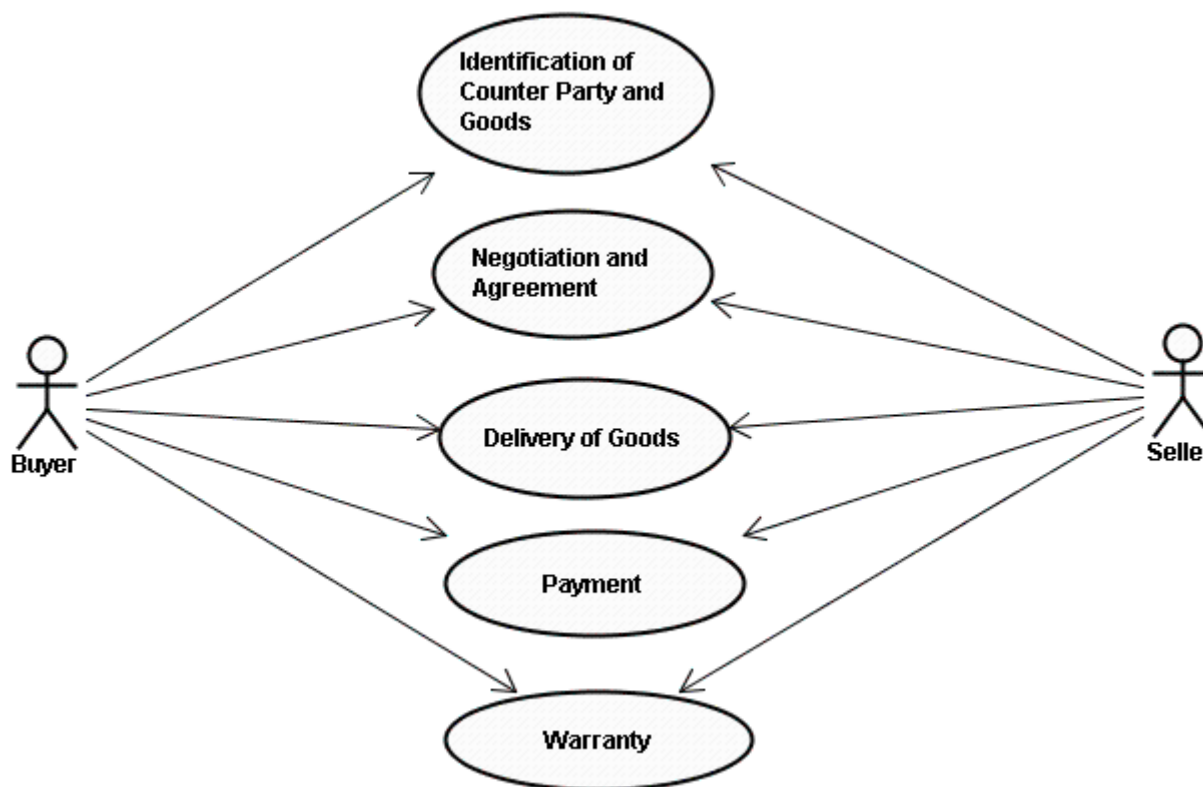 Identification of
Counter Party and
Goods
Negotiation and
Agreement
Buyer
Delivery of Goods
Selle
Payment
Warranty